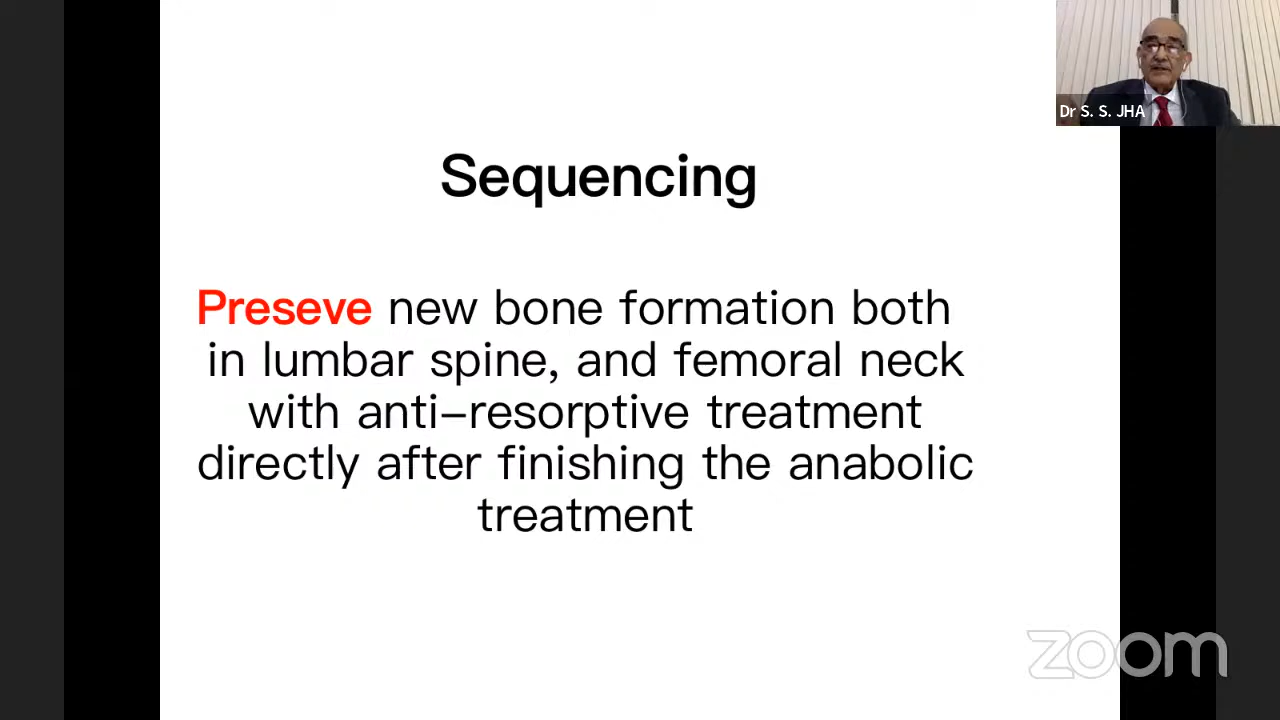 Dr S. S. JHA
Sequencing
Preseve new bone formation both
in lumbar spine, and femoral neck
with anti-resorptive treatment
directly after finishing the anabolic
treatment
zoom